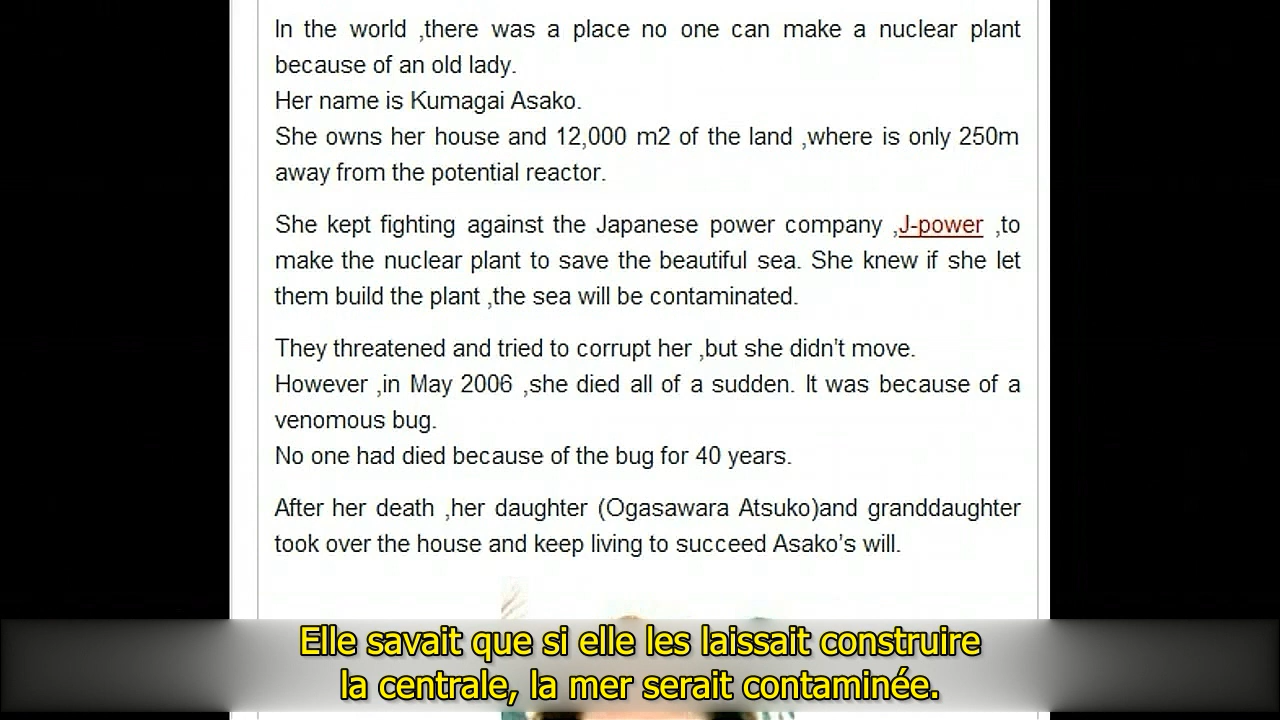 In the world ,there was a place no one can make a nuclear plant
because of an old lady.
Her name is Kumagai Asako.
She owns her house and 12,000 m2 of the land ,where is only 250m
away from the potential reactor.
She kept fighting against the Japanese power company ,J-power ,to
make the nuclear plant to save the beautiful sea. She knew if she let
them build the plant ,the sea will be contaminated.
They threatened and tried to corrupt her ,but she didn’t move.
However ,in May 2006 ,she died all of a sudden. It was because of a
venomous bug.
No one had died because of the bug for 40 years.
After her death ,her daughter (Ogasawara Atsuko)and granddaughter
took over the house and keep living to succeed Asako’s will.
Elle savait que si elle les laissait construire
la centrale, la mer serait contaminée.